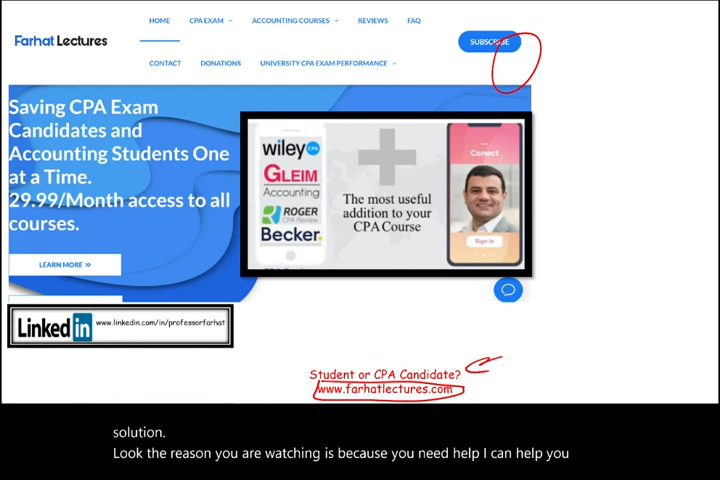 HOME
CPA EXAM +
ACCOUNTING COURSES +
REVIEWS
FAQ
Farhat Lectures
SUBSCRIBE
CONTACT
DONATIONS
UNIVERSITY CPA EXAM PERFORMANCE +
Saving CPA Exam
Candidates and
Accounting Students One
at a Time.
29.99/Month access to all
courses.
LEARN MORE »
wiley CPA
GLEIM
Accounting
ROGER
CPA Review
Becker
The most useful
addition to your
CPA Course
Conect
Sign in
Linked in www.linkedin.com/in/professorfarhat
Student or CPA Candidate?
www.farhatlectures.com
solution.
Look the reason you are watching is because you need help I can help you